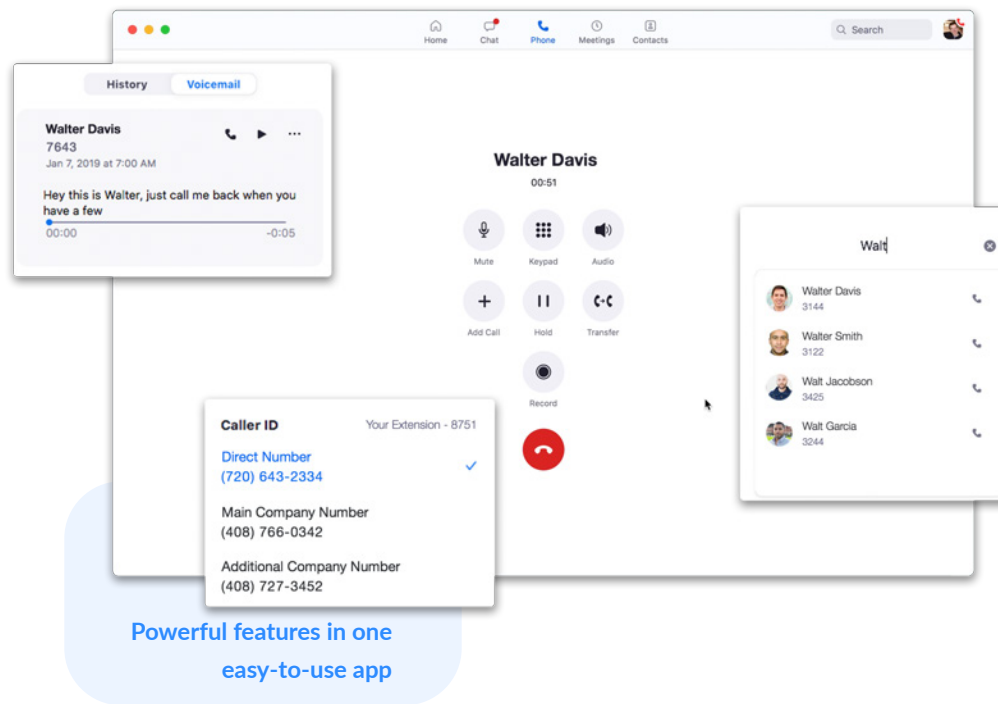 Home
Chat
Phone
Meetings
Contacts
Search
History
Voicemail
Walter Davis
7643
Jan 7, 2019 at 7:00 AM
Hey this is Walter, just call me back when you
have a few
00:00
-0:05
Walter Davis
00:51
Mute
Keypad
Audio
Add Call
Hold
Transfer
Record
Walt
Walter Davis
3144
Walter Smith
3122
Walt Jacobson
3425
Walt Garcia
3244
Caller ID
Your Extension - 8751
Direct Number
(720) 643-2334
Main Company Number
(408) 766-0342
Additional Company Number
(408) 727-3452
Powerful features in one
easy-to-use app